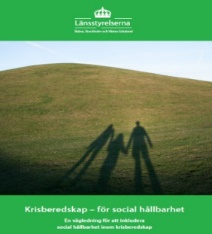 Länsstyrelserna
Krisberedskap – för social hållbarhet
En vägledning för att inkludera
social hållbarhet inom krisberedskap